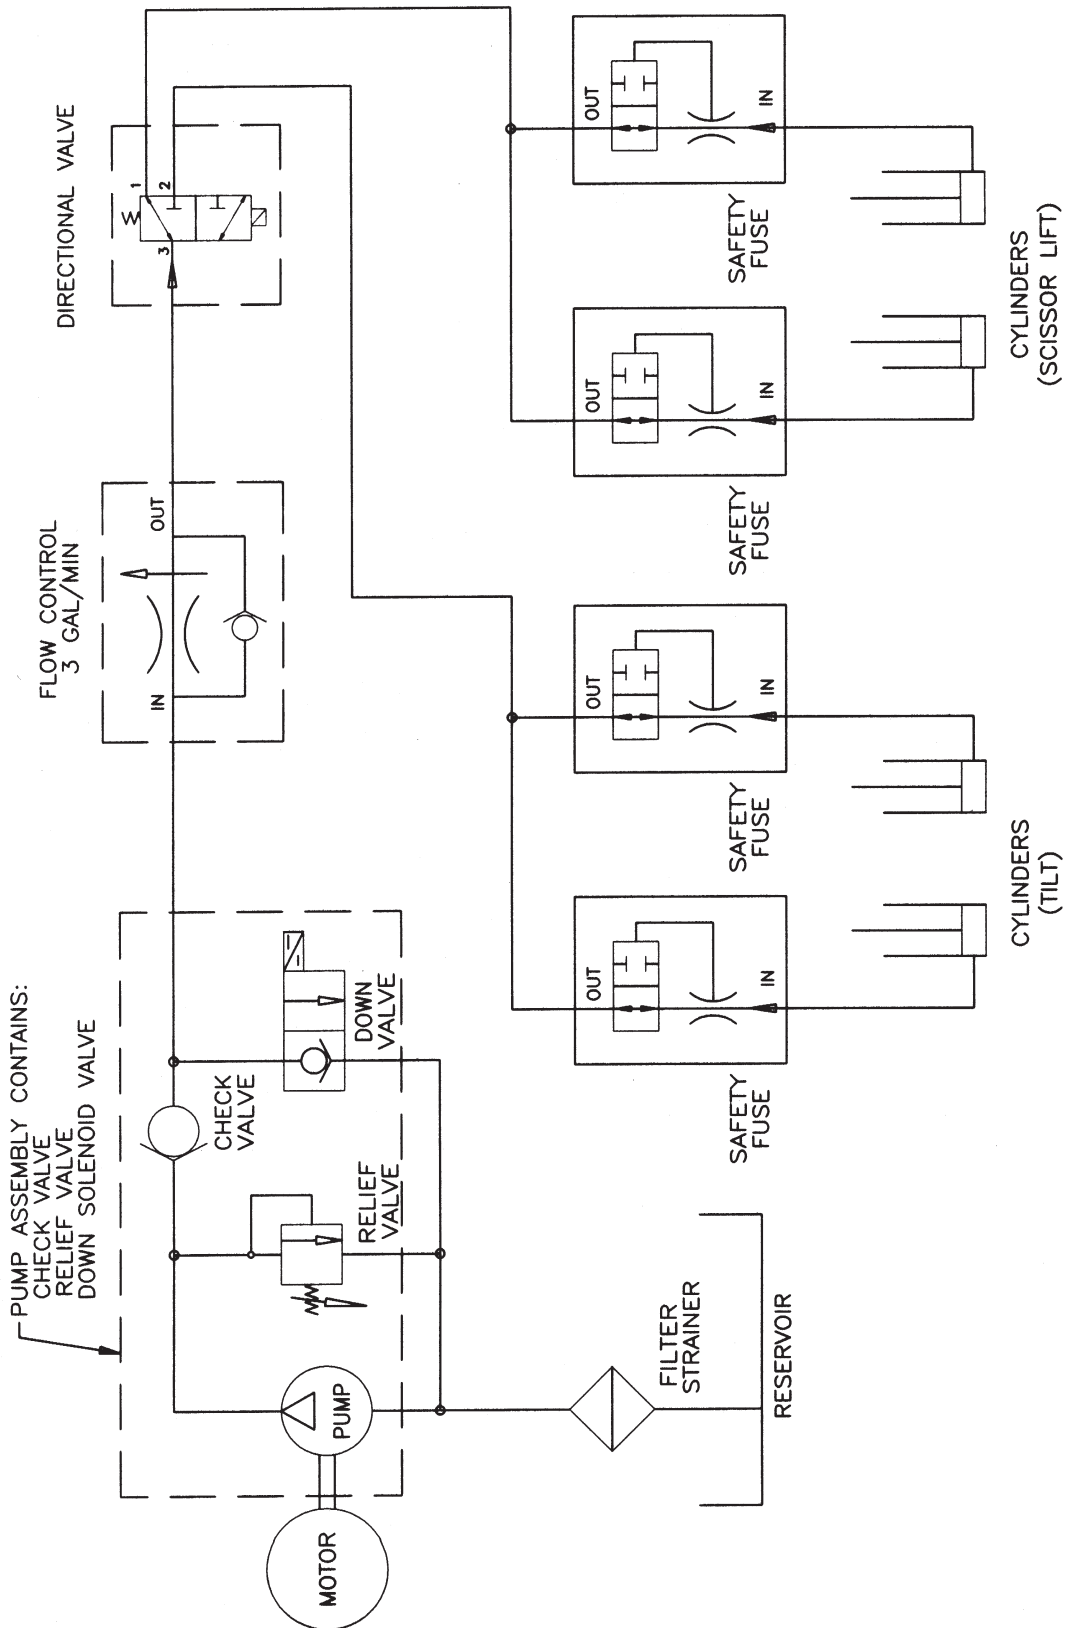 PUMP ASSEMBLY CONTAINS:
CHECK VALVE
RELIEF VALVE
DOWN SOLENOID VALVE
MOTOR
PUMP
RELIEF
VALVE
CHECK
VALVE
DOWN
VALVE
FILTER
STRAINER
RESERVOIR
FLOW CONTROL
3 GAL/MIN
IN
OUT
DIRECTIONAL VALVE
3
1
2
OUT
IN
SAFETY
FUSE
OUT
IN
SAFETY
FUSE
CYLINDERS
(TILT)
OUT
IN
SAFETY
FUSE
OUT
IN
SAFETY
FUSE
CYLINDERS
(SCISSOR LIFT)